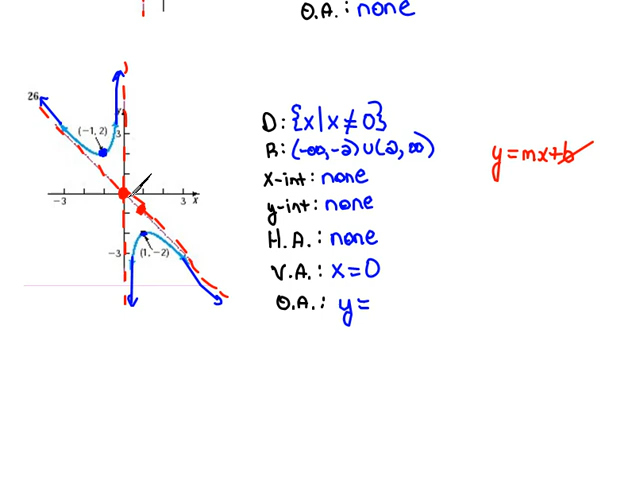 O.A.: none
26.
y
(-1, 2)
3
-3
3
x
-3
(1, -2)
D: {x|x≠0}
R: (-∞,-2)∪(2,∞)
x-int: none
y-int: none
H.A.: none
V.A.: x=0
O.A.: y=
y=mx+b